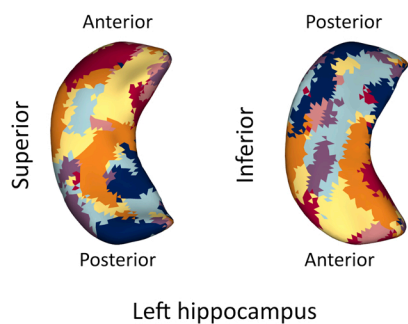 Anterior
Superior
Posterior
Posterior
Inferior
Anterior
Left hippocampus